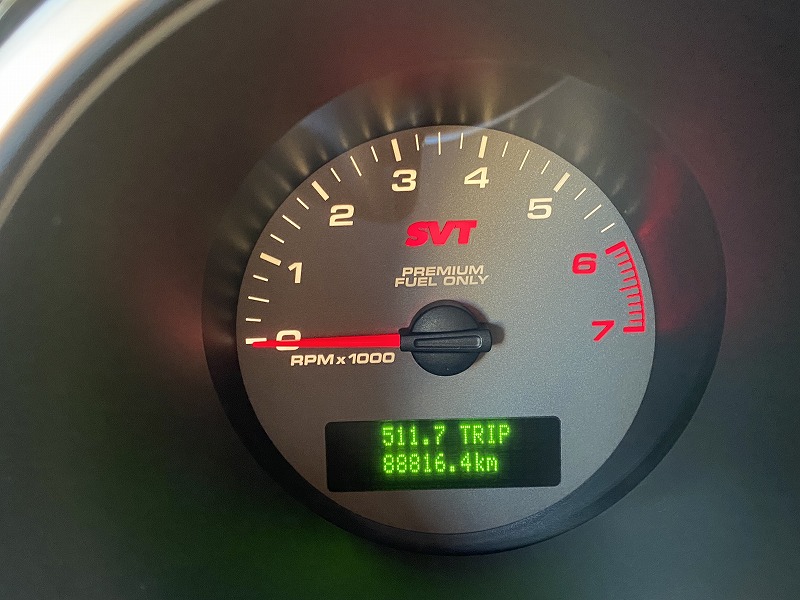 3 4
2 5
SVT
1 6
PREMIUM
FUEL ONLY
0 7
RPM x 1000
511.7 TRIP
88816.4km